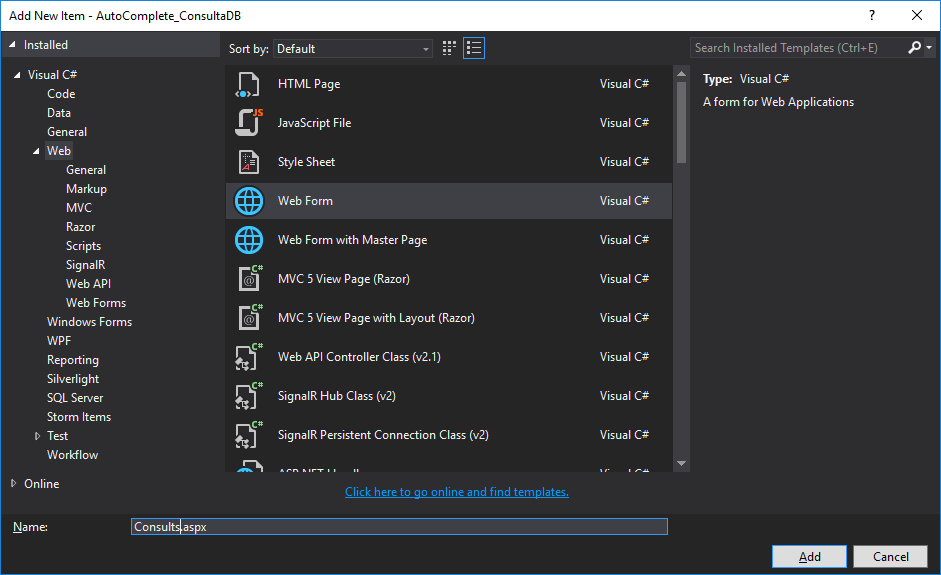 Add New Item - AutoComplete_ConsultaDB
Installed
Sort by: Default
Search Installed Templates (Ctrl+E)
Visual C#
Code
Data
General
Web
General
Markup
MVC
Razor
Scripts
SignalR
Web API
Web Forms
Windows Forms
WPF
Reporting
Silverlight
SQL Server
Storm Items
Test
Workflow
Online
HTML Page Visual C#
JavaScript File Visual C#
Style Sheet Visual C#
Web Form Visual C#
Web Form with Master Page Visual C#
MVC 5 View Page (Razor) Visual C#
MVC 5 View Page with Layout (Razor) Visual C#
Web API Controller Class (v2.1) Visual C#
SignalR Hub Class (v2) Visual C#
SignalR Persistent Connection Class (v2) Visual C#
Type: Visual C#
A form for Web Applications
Click here to go online and find templates.
Name: Consults.aspx
Add Cancel